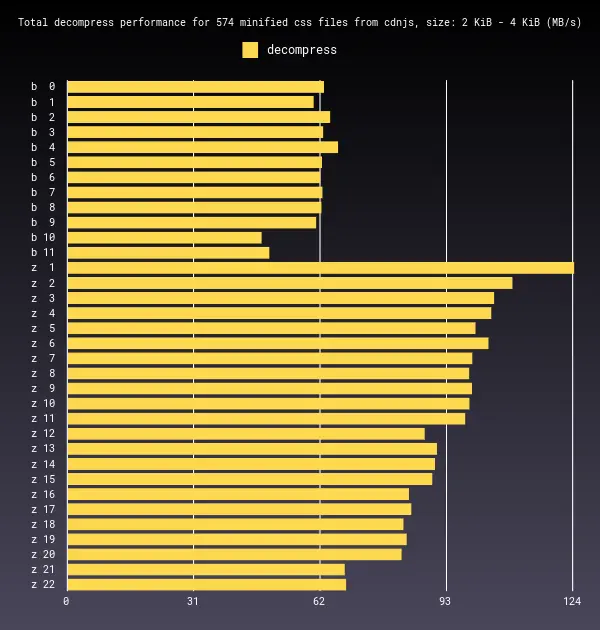 Total decompress performance for 574 minified css files from cdnjs, size: 2 KiB - 4 KiB (MB/s)
decompress
b 0
b 1
b 2
b 3
b 4
b 5
b 6
b 7
b 8
b 9
b 10
b 11
z 1
z 2
z 3
z 4
z 5
z 6
z 7
z 8
z 9
z 10
z 11
z 12
z 13
z 14
z 15
z 16
z 17
z 18
z 19
z 20
z 21
z 22
0 31 62 93 124